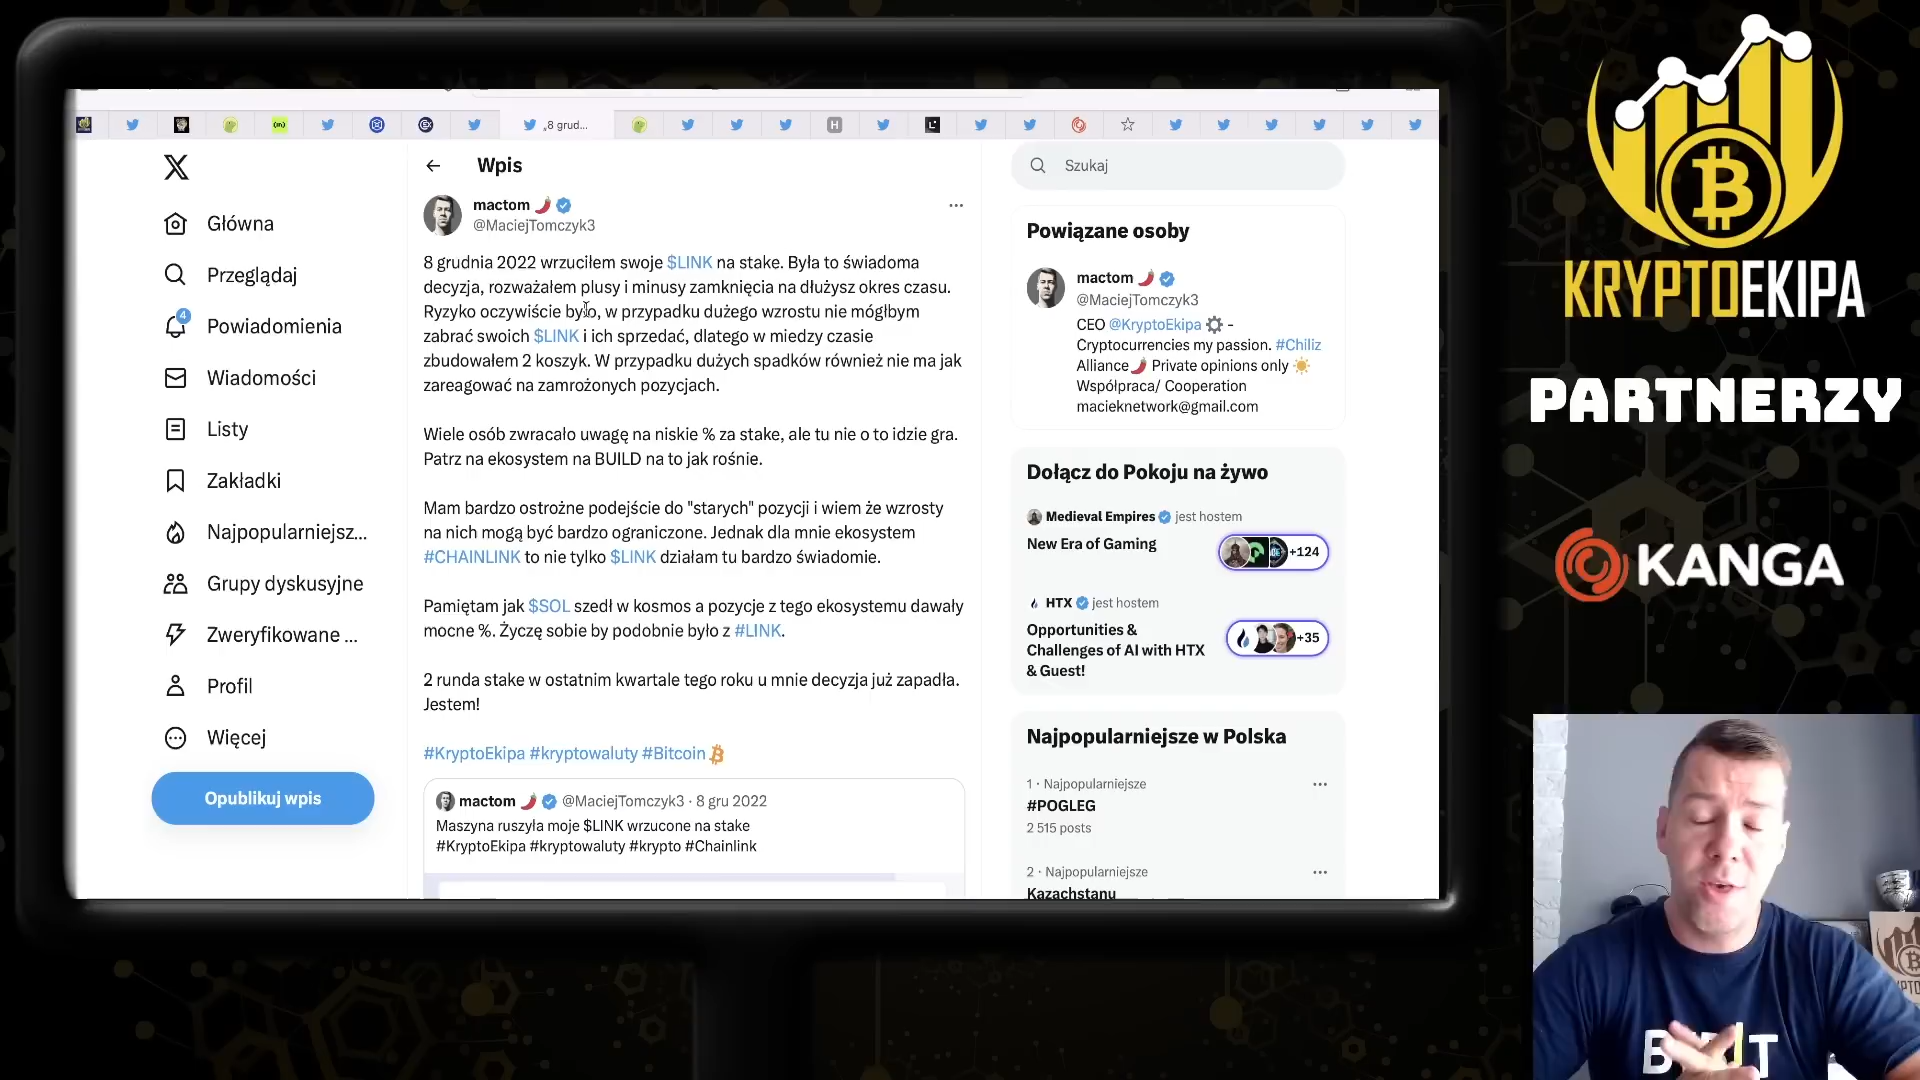 „8 grud...
Główna
Przeglądaj
4
Powiadomienia
Wiadomości
Listy
Zakładki
Najpopularniejsz...
Grupy dyskusyjne
Zweryfikowane ...
Profil
Więcej
Opublikuj wpis
Wpis
mactom
@MaciejTomczyk3
8 grudnia 2022 wrzuciłem swoje $LINK na stake. Była to świadoma
decyzja, rozważałem plusy i minusy zamknięcia na dłużysz okres czasu.
Ryzyko oczywiście było, w przypadku dużego wzrostu nie mógłbym
zabrać swoich $LINK i ich sprzedać, dlatego w miedzy czasie
zbudowałem 2 koszyk. W przypadku dużych spadków również nie ma jak
zareagować na zamrożonych pozycjach.
Wiele osób zwracało uwagę na niskie % za stake, ale tu nie o to idzie gra.
Patrz na ekosystem na BUILD na to jak rośnie.
Mam bardzo ostrożne podejście do "starych" pozycji i wiem że wzrosty
na nich mogą być bardzo ograniczone. Jednak dla mnie ekosystem
#CHAINLINK to nie tylko $LINK działam tu bardzo świadomie.
Pamiętam jak $SOL szedł w kosmos a pozycje z tego ekosystemu dawały
mocne %. Życzę sobie by podobnie było z #LINK.
2 runda stake w ostatnim kwartale tego roku u mnie decyzja już zapadła.
Jestem!
#KryptoEkipa #kryptowaluty #Bitcoin
mactom @MaciejTomczyk3 · 8 gru 2022
Maszyna ruszyła moje $LINK wrzucone na stake
#KryptoEkipa #kryptowaluty #krypto #Chainlink
Szukaj
Powiązane osoby
mactom
@MaciejTomczyk3
CEO @KryptoEkipa -
Cryptocurrencies my passion. #Chiliz
Alliance Private opinions only
Współpraca/ Cooperation
macieknetwork@gmail.com
Dołącz do Pokoju na żywo
Medieval Empires jest hostem
New Era of Gaming
+124
HTX jest hostem
Opportunities &
Challenges of AI with HTX
& Guest!
+35
Najpopularniejsze w Polska
1 · Najpopularniejsze
#POGLEG
2 515 posts
2 · Najpopularniejsze
Kazachstanu
KRYPTOEKIPA
PARTNERZY
KANGA